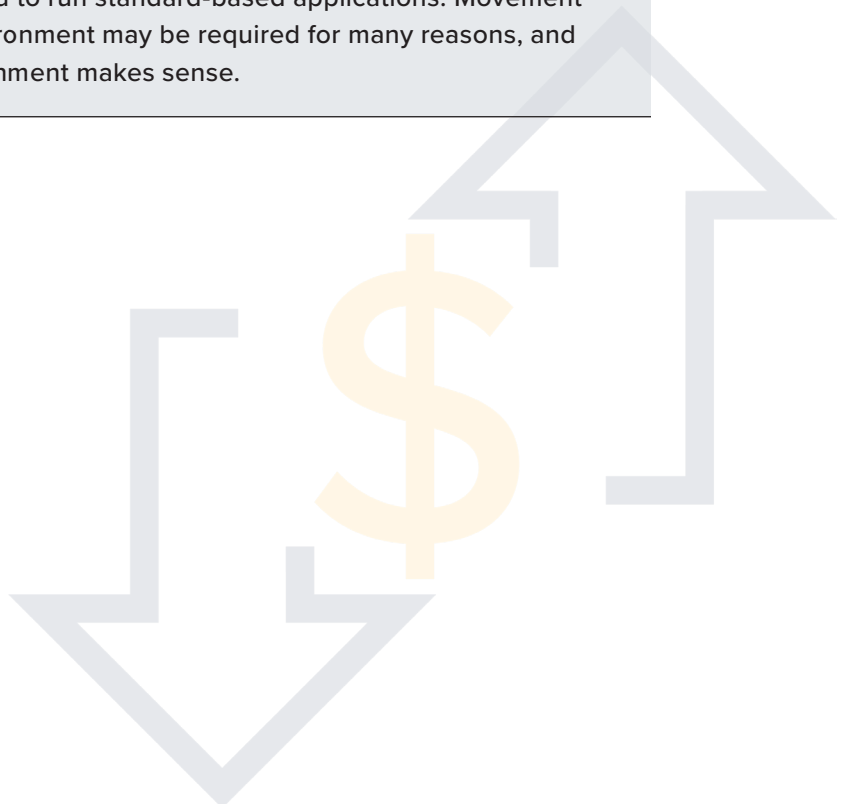 to run standard-based applications. Movement
ronment may be required for many reasons, and
nment makes sense.
$